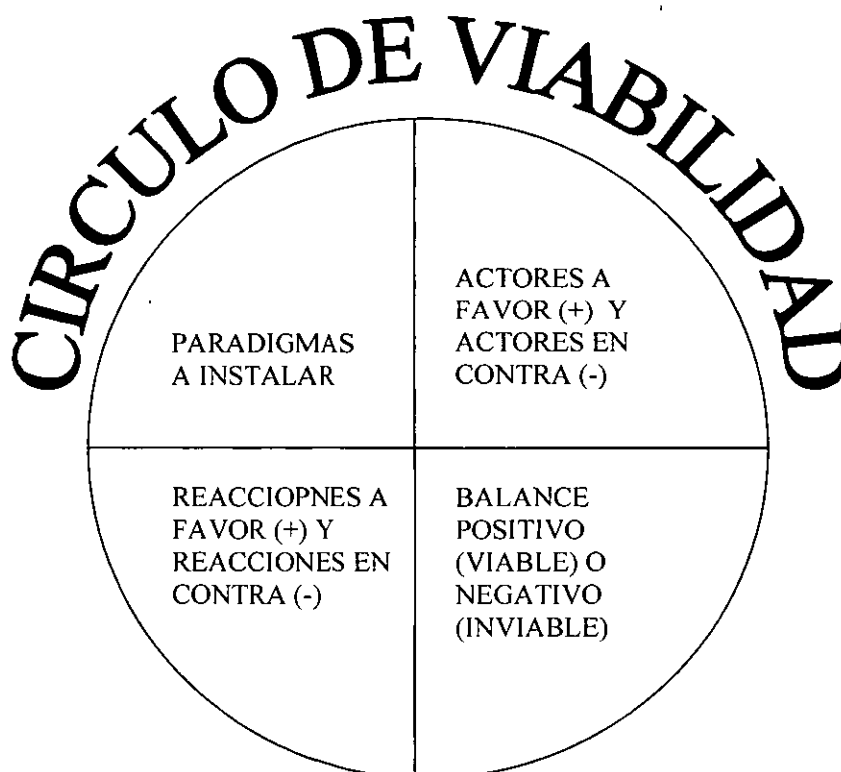 CIRCULO DE VIABILIDAD
PARADIGMAS
A INSTALAR
ACTORES A
FAVOR (+) Y
ACTORES EN
CONTRA (-)
REACCIOPNES A
FAVOR (+) Y
REACCIONES EN
CONTRA (-)
BALANCE
POSITIVO
(VIABLE) O
NEGATIVO
(INVIABLE)